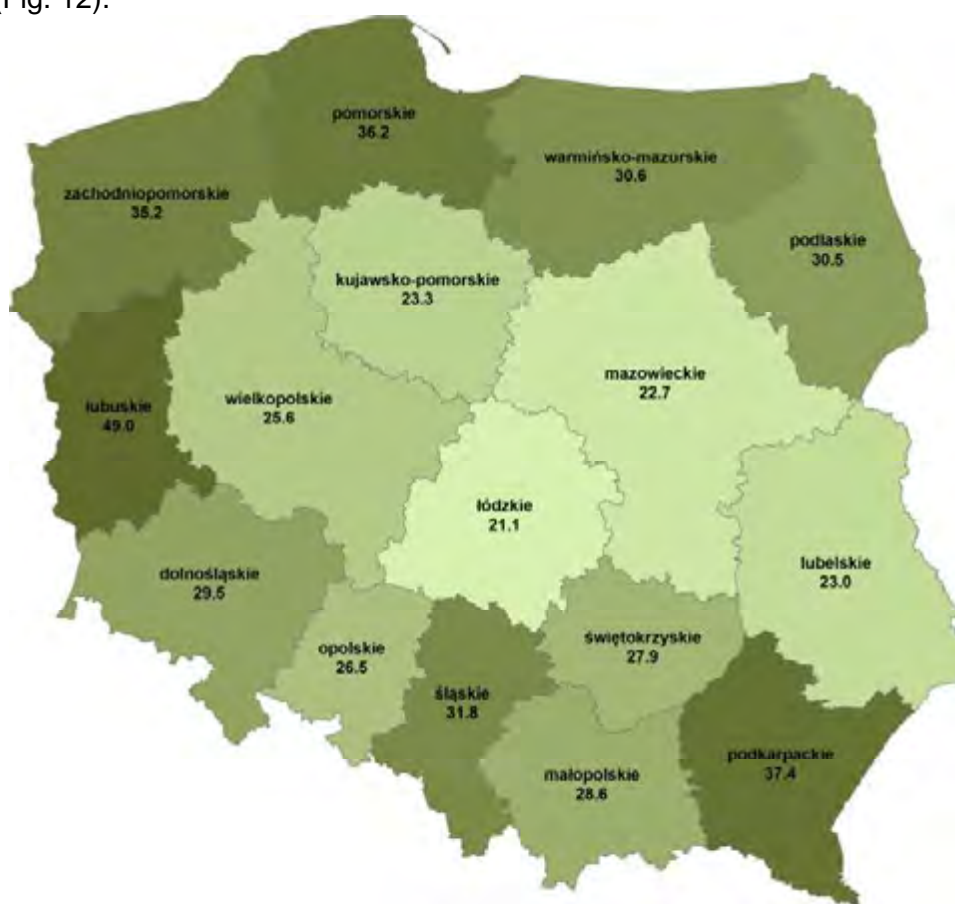 (Fig. 12).
pomorskie
36.2
warmińsko-mazurskie
30.6
zachodniopomorskie
35.2
podlaskie
30.5
kujawsko-pomorskie
23.3
mazowieckie
22.7
lubuskie
49.0
wielkopolskie
25.6
łódzkie
21.1
lubelskie
23.0
dolnośląskie
29.5
opolskie
26.5
świętokrzyskie
27.9
śląskie
31.8
małopolskie
28.6
podkarpackie
37.4